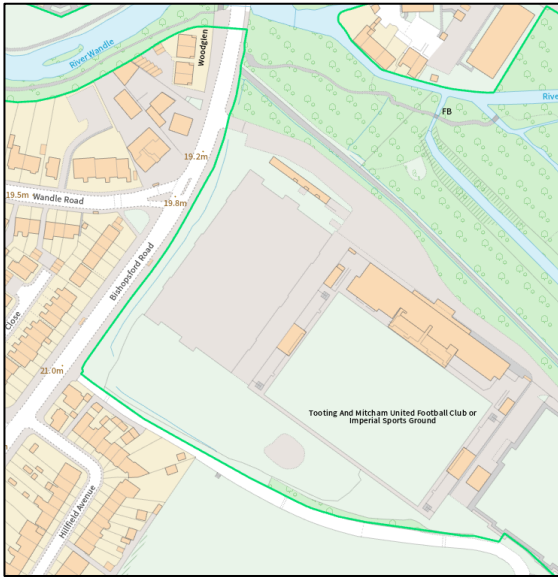 River Wandle
Woodglen
River
FB
19.2m
19.5m
Wandle Road
19.8m
Bishopsford Road
Close
21.0m
Tooting And Mitcham United Football Club or
Imperial Sports Ground
Hillfield Avenue